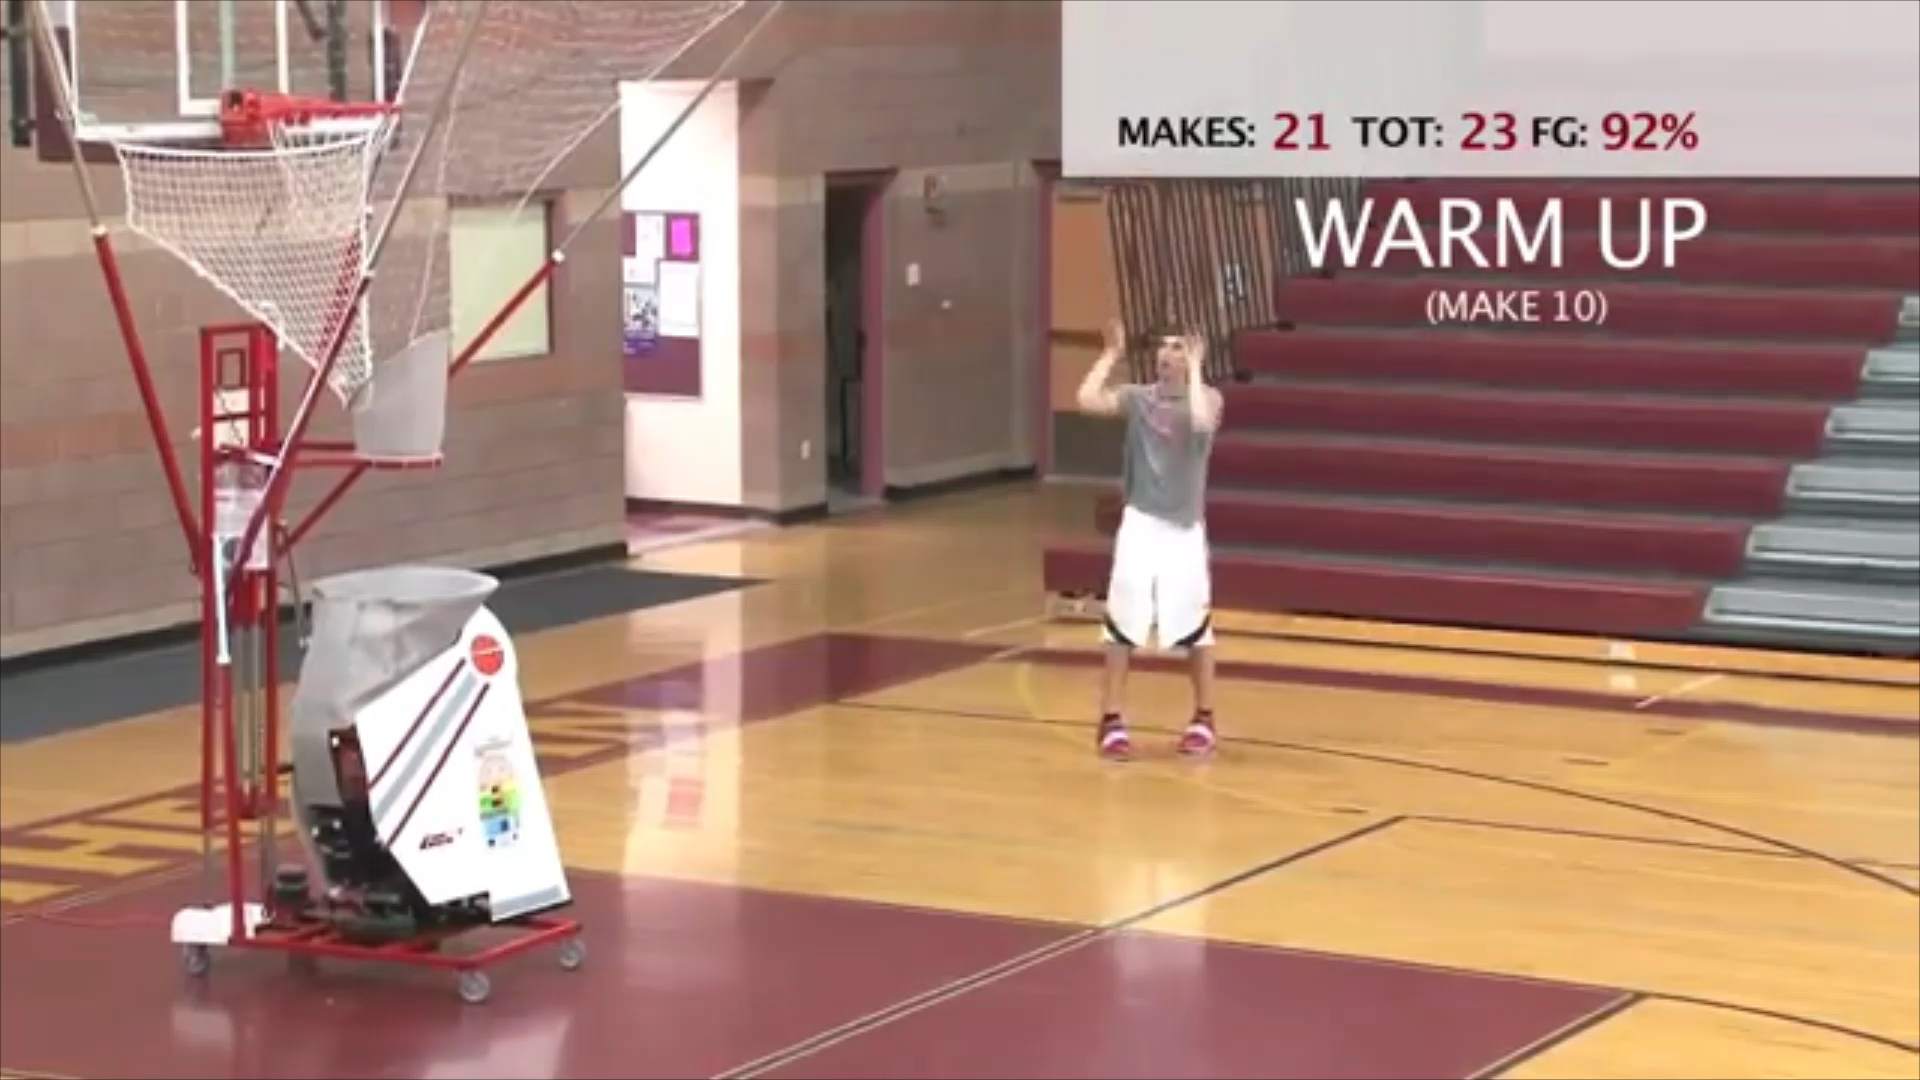 MAKES: 21 TOT: 23 FG: 92%
WARM UP
(MAKE 10)